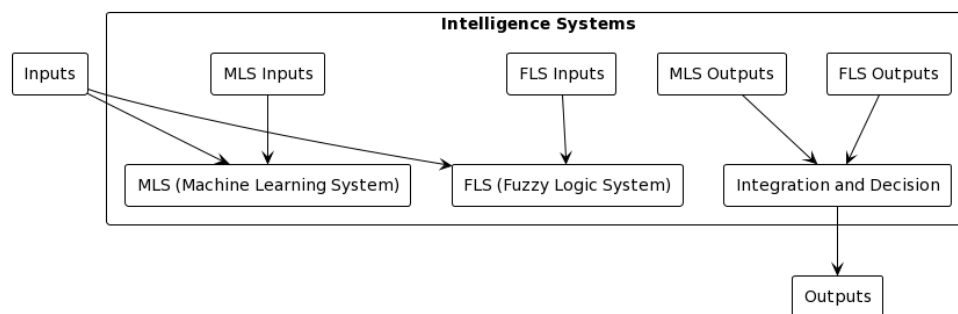 Intelligence Systems
Inputs
MLS Inputs
FLS Inputs
MLS Outputs
FLS Outputs
MLS (Machine Learning System)
FLS (Fuzzy Logic System)
Integration and Decision
Outputs